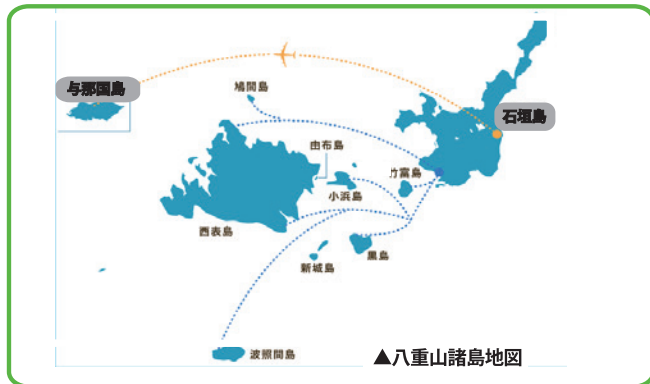 与那国島
鳩間島
石垣島
由布島
竹富島
小浜島
西表島
黒島
新城島
波照間島
▲八重山諸島地図